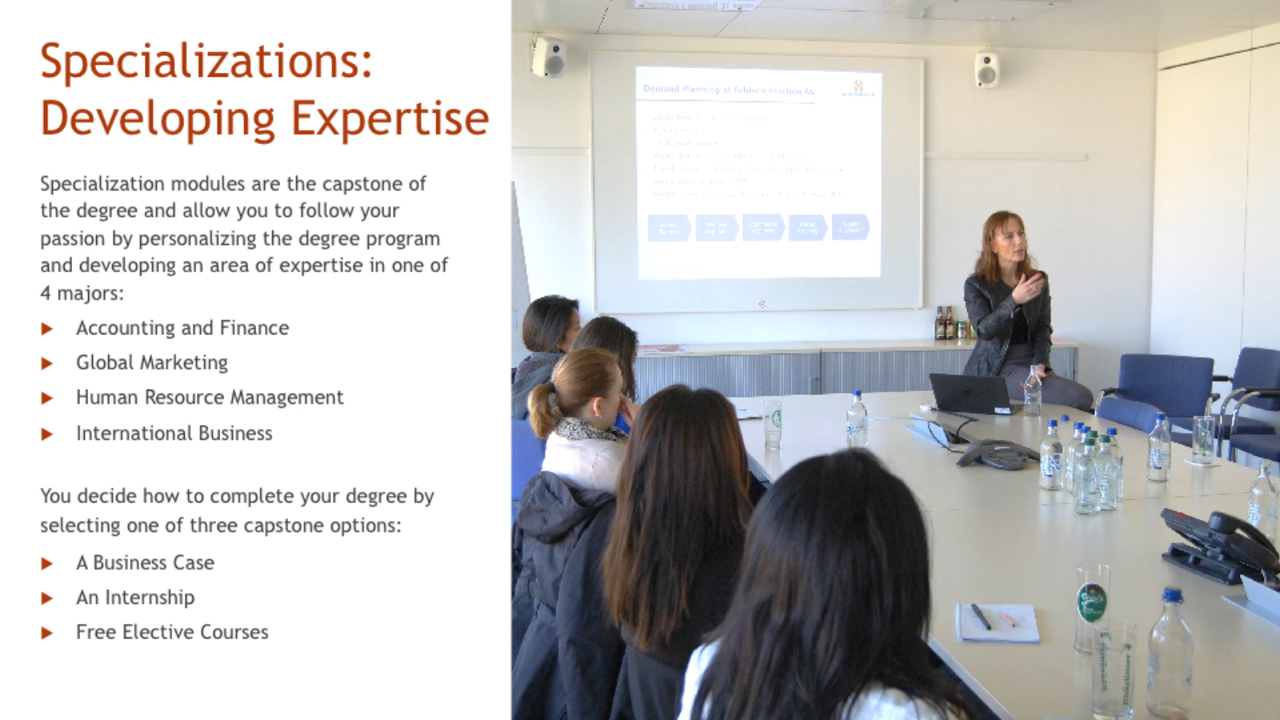 Specializations:
Developing Expertise
Specialization modules are the capstone of
the degree and allow you to follow your
passion by personalizing the degree program
and developing an area of expertise in one of
4 majors:
Accounting and Finance
Global Marketing
Human Resource Management
International Business
You decide how to complete your degree by
selecting one of three capstone options:
A Business Case
An Internship
Free Elective Courses
Demand Planning at Feldschlösschen AG